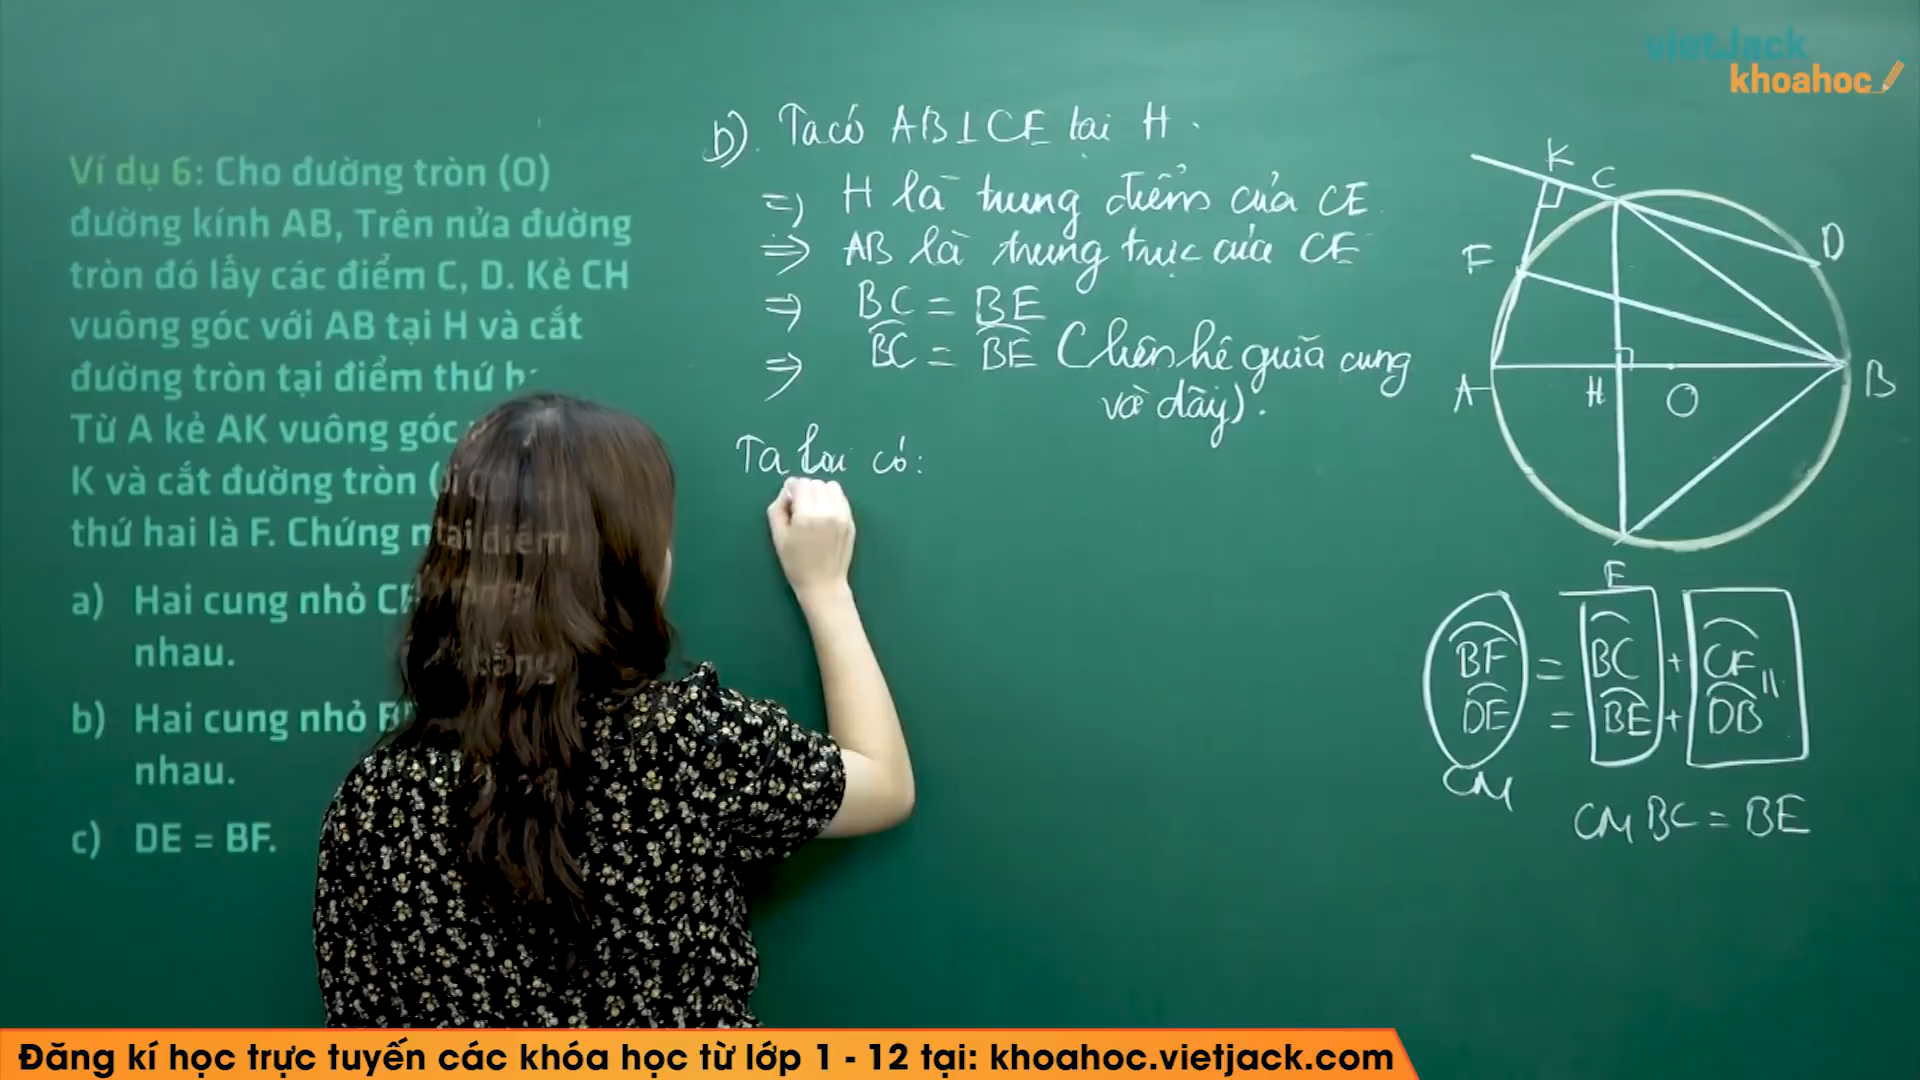 vietJack
khoahoc
Ví dụ 6: Cho đường tròn (O)
đường kính AB, Trên nửa đường
tròn đó lấy các điểm C, D. Kẻ CH
vuông góc với AB tại H và cắt
đường tròn tại điểm thứ
Từ A kẻ AK vuông góc
K và cắt đường tròn
thứ hai là F. Chứng
tại điểm
a) Hai cung nhỏ
nhau.
bằng
b) Hai cung nhỏ
nhau.
c) DE = BF.
b). Ta có AB ⊥ CE tại H.
=) H là trung điểm của CE
=> AB là trung trực của CE
=> BC = BE
=> BC = BE (liên hệ giữa cung
và dây).
Ta lại có:
K
C
D
F
A
H
O
B
E
BF = BC + CF
DE = BE + DB
CM
CM BC = BE
Đăng kí học trực tuyến các khóa học từ lớp 1 - 12 tại: khoahoc.vietjack.com